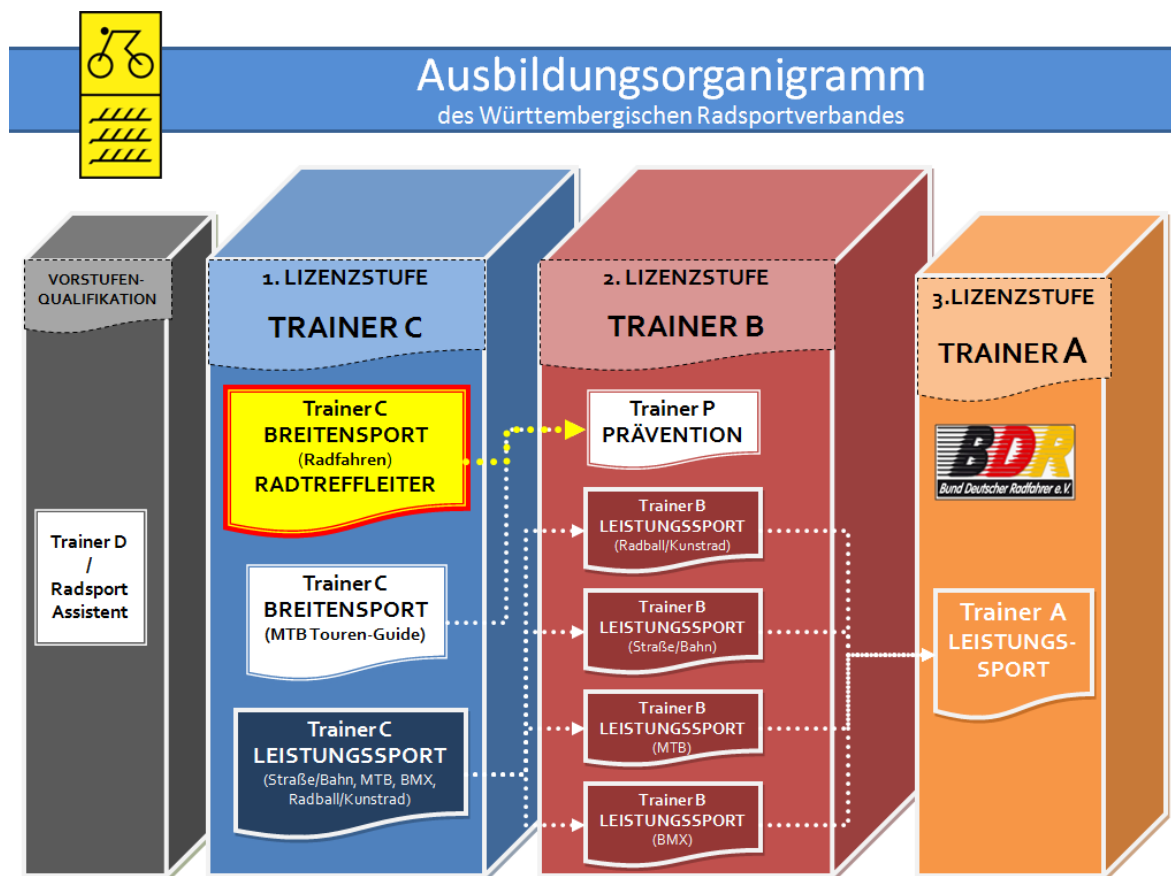 Ausbildungsorganigramm
des Württembergischen Radsportverbandes
VORSTUFEN-
QUALIFIKATION
Trainer D
/
Radsport
Assistent
1. LIZENZSTUFE
TRAINER C
Trainer C
BREITENSPORT
(Radfahren)
RADTREFFLEITER
Trainer C
BREITENSPORT
(MTB Touren-Guide)
Trainer C
LEISTUNGSSPORT
(Straße/Bahn, MTB, BMX,
Radball/Kunstrad)
2. LIZENZSTUFE
TRAINER B
Trainer P
PRÄVENTION
Trainer B
LEISTUNGSSPORT
(Radball/Kunstrad)
Trainer B
LEISTUNGSSPORT
(Straße/Bahn)
Trainer B
LEISTUNGSSPORT
(MTB)
Trainer B
LEISTUNGSSPORT
(BMX)
3.LIZENZSTUFE
TRAINER A
BDR
Bund Deutscher Radfahrer e.V.
Trainer A
LEISTUNGS-
SPORT